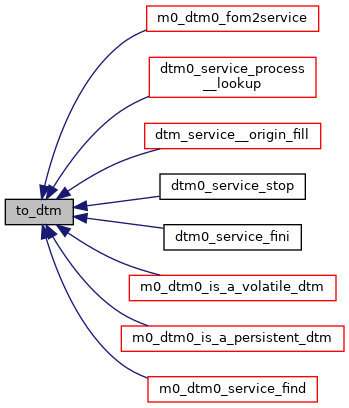 m0_dtm0_fom2service
dtm0_service_process
__lookup
dtm_service__origin_fill
dtm0_service_stop
to_dtm
dtm0_service_fini
m0_dtm0_is_a_volatile_dtm
m0_dtm0_is_a_persistent_dtm
m0_dtm0_service_find